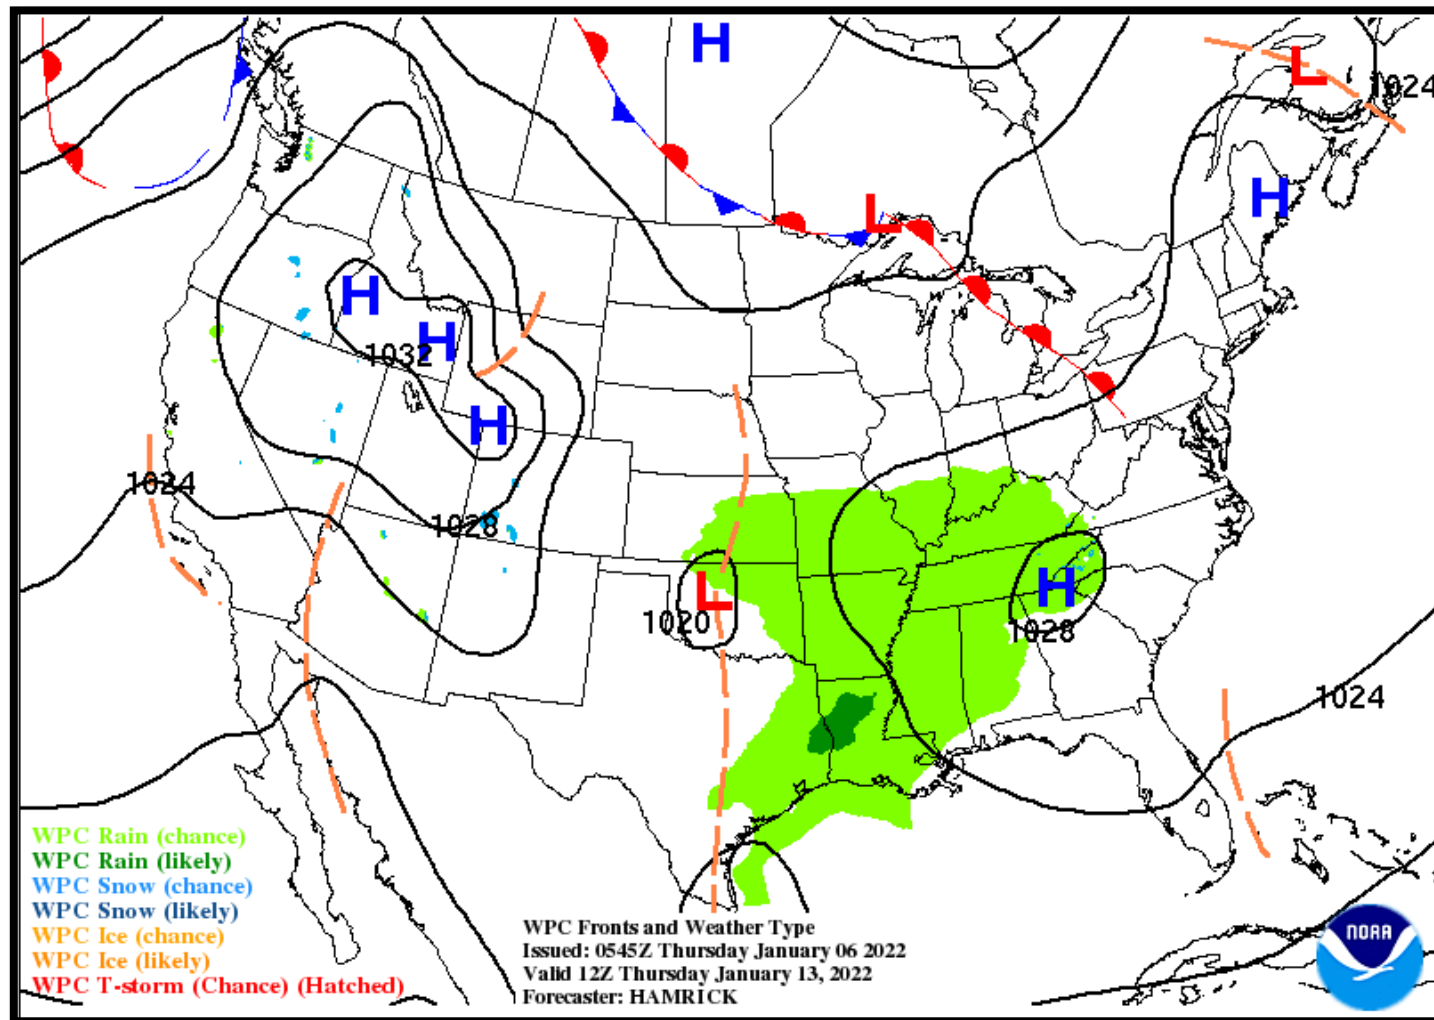 H
L
1024
H
L
H
H
1032
H
1024
1028
L
1020
H
1028
1024
WPC Rain (chance)
WPC Rain (likely)
WPC Snow (chance)
WPC Snow (likely)
WPC Ice (chance)
WPC Ice (likely)
WPC T-storm (Chance) (Hatched)
WPC Fronts and Weather Type
Issued: 0545Z Thursday January 06 2022
Valid 12Z Thursday January 13, 2022
Forecaster: HAMRICK
NOAA